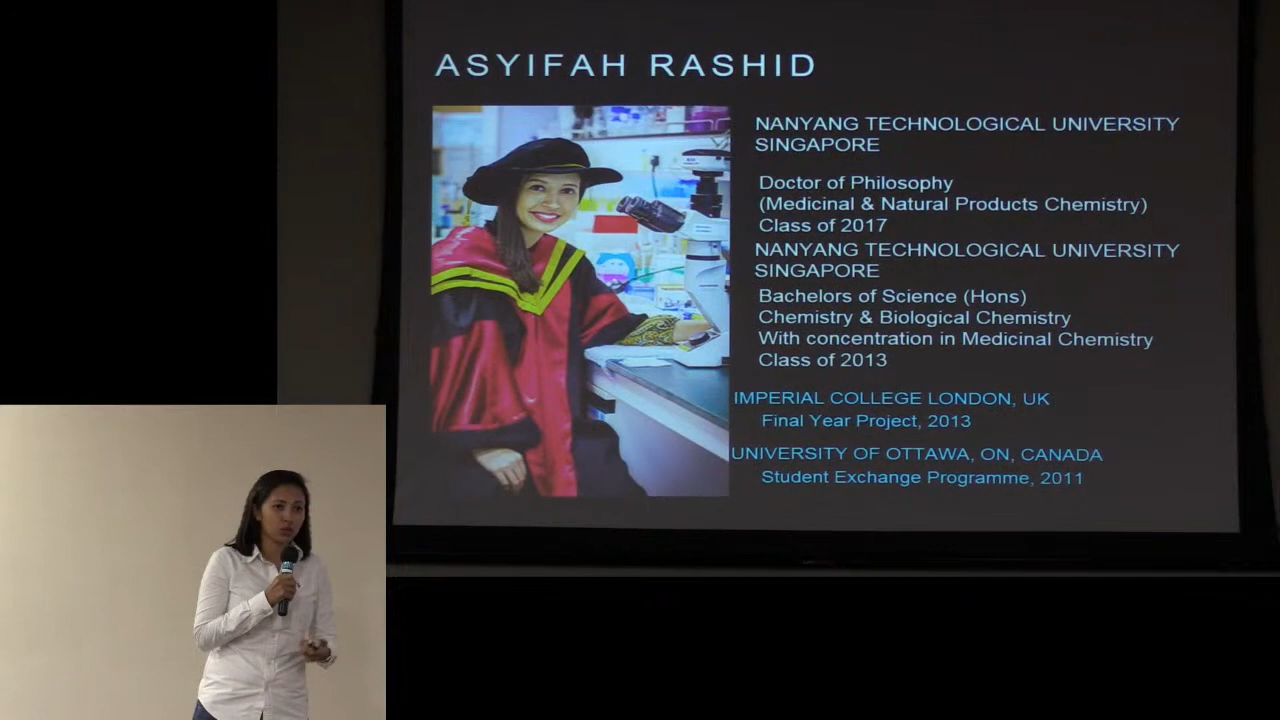 ASYIFAH RASHID
NANYANG TECHNOLOGICAL UNIVERSITY
SINGAPORE
Doctor of Philosophy
(Medicinal & Natural Products Chemistry)
Class of 2017
NANYANG TECHNOLOGICAL UNIVERSITY
SINGAPORE
Bachelors of Science (Hons)
Chemistry & Biological Chemistry
With concentration in Medicinal Chemistry
Class of 2013
IMPERIAL COLLEGE LONDON, UK
Final Year Project, 2013
UNIVERSITY OF OTTAWA, ON, CANADA
Student Exchange Programme, 2011